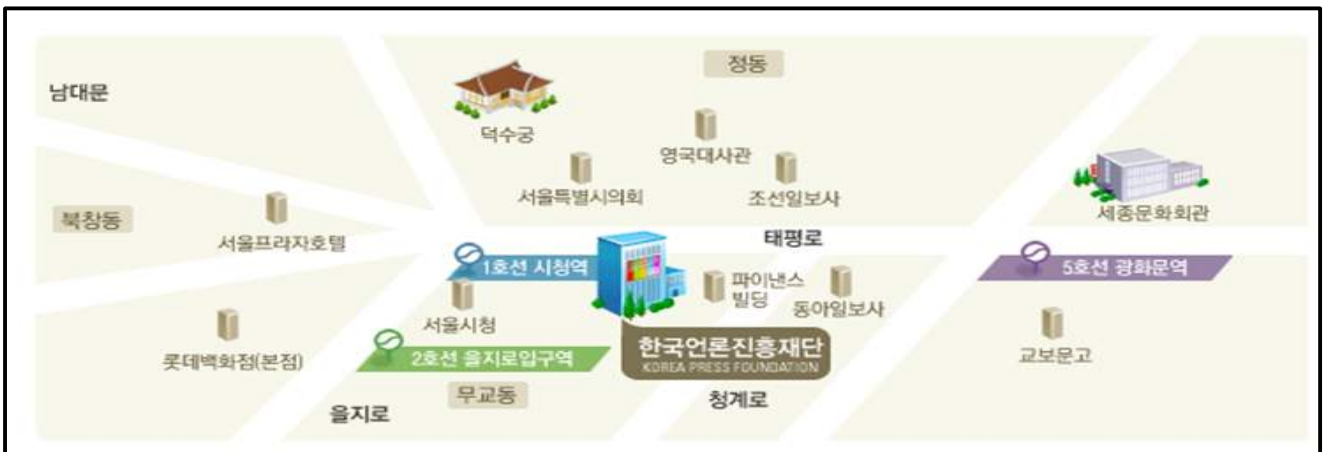 정동
남대문
덕수궁
영국대사관
서울특별시의회
조선일보사
세종문화회관
북창동
서울프라자호텔
태평로
1호선 시청역
5호선 광화문역
파이낸스
빌딩
동아일보사
서울시청
한국언론진흥재단
KOREA PRESS FOUNDATION
롯데백화점(본점)
2호선 을지로입구역
교보문고
무교동
청계로
을지로